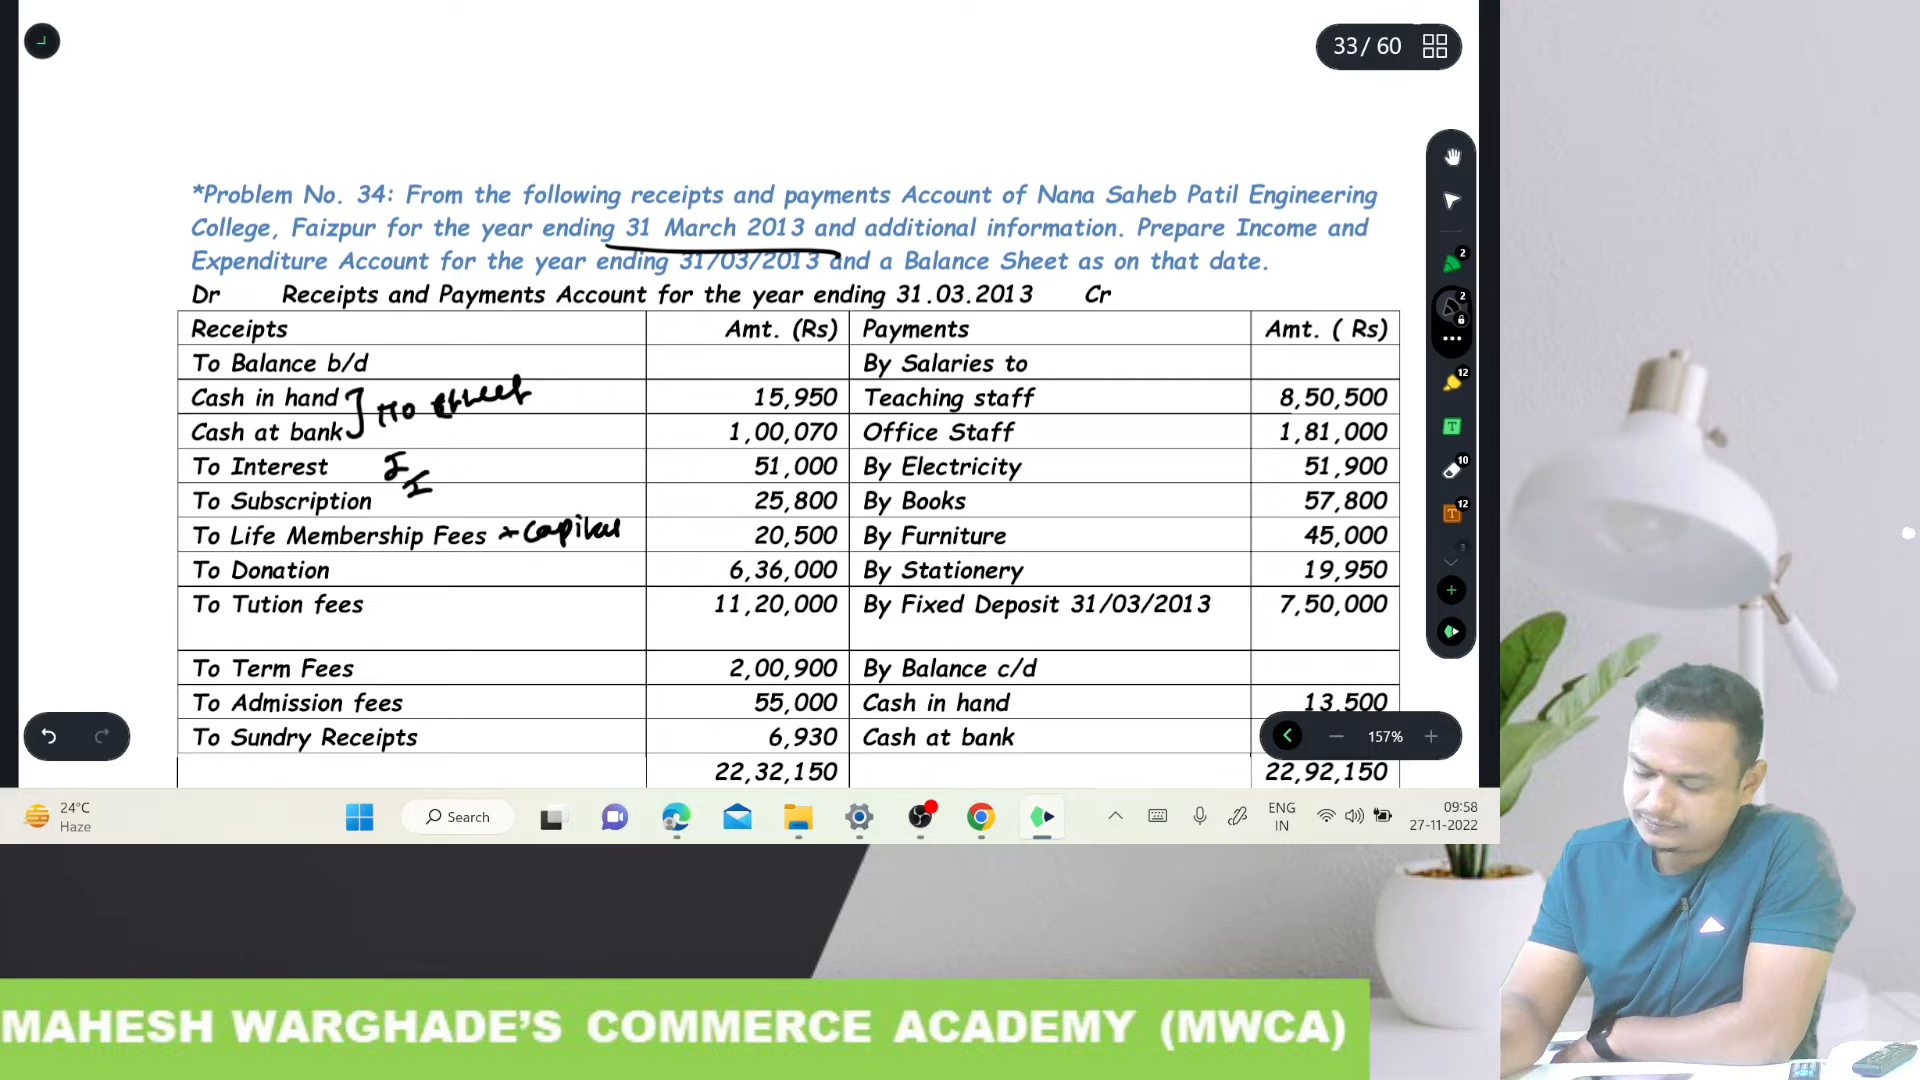 33/ 60
*Problem No. 34: From the following receipts and payments Account of Nana Saheb Patil Engineering
College, Faizpur for the year ending 31 March 2013 and additional information. Prepare Income and
Expenditure Account for the year ending 31/03/2013 and a Balance Sheet as on that date.
Dr Receipts and Payments Account for the year ending 31.03.2013 Cr
Receipts Amt. (Rs) Payments Amt. ( Rs)
To Balance b/d By Salaries to
Cash in hand 15,950 Teaching staff 8,50,500
No effect
Cash at bank 1,00,070 Office Staff 1,81,000
To Interest I 51,000 By Electricity 51,900
To Subscription I 25,800 By Books 57,800
To Life Membership Fees → Capital 20,500 By Furniture 45,000
To Donation 6,36,000 By Stationery 19,950
To Tution fees 11,20,000 By Fixed Deposit 31/03/2013 7,50,000
To Term Fees 2,00,900 By Balance c/d
To Admission fees 55,000 Cash in hand 13,500
To Sundry Receipts 6,930 Cash at bank
22,32,150 22,92,150
2
2
12
T
10
T 12
3
157%
24°C
Haze
Search
ENG
IN
09:58
27-11-2022
MAHESH WARGHADE'S COMMERCE ACADEMY (MWCA)